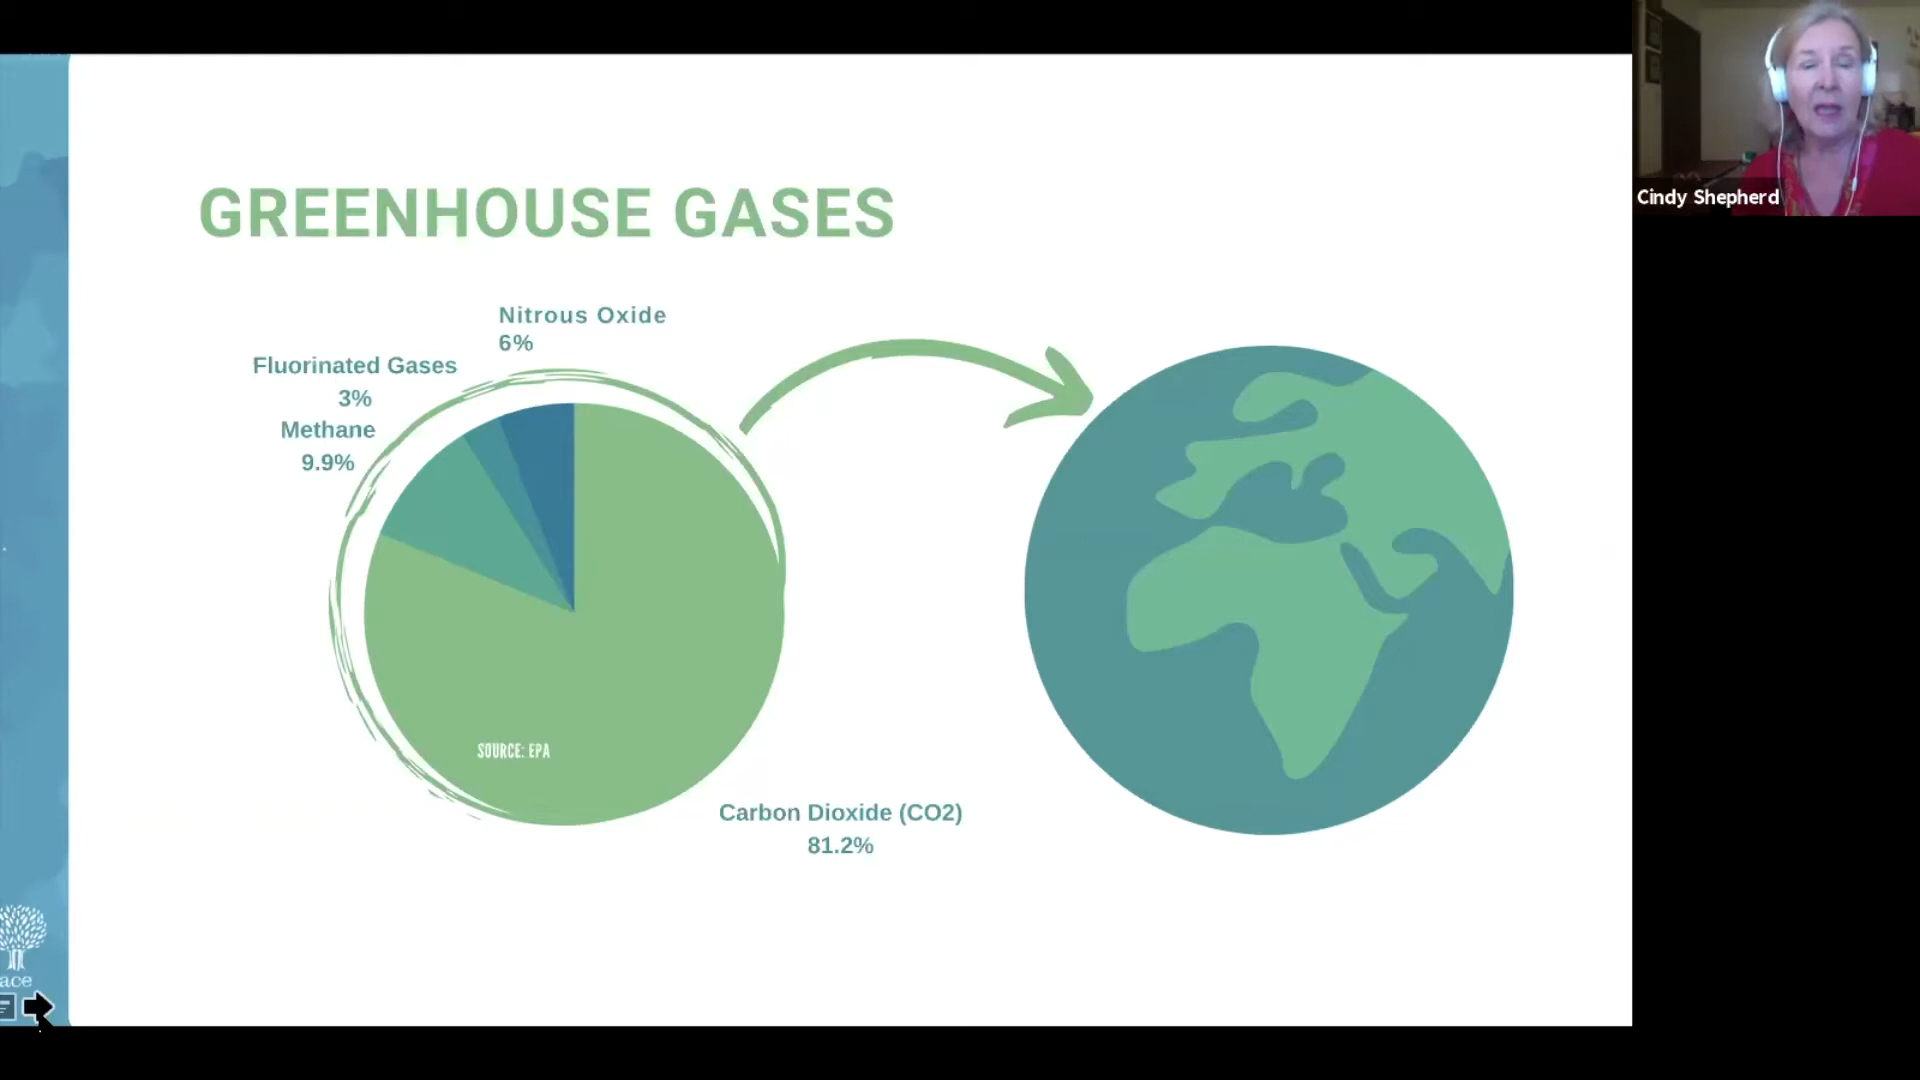 GREENHOUSE GASES
Nitrous Oxide
6%
Fluorinated Gases
3%
Methane
9.9%
SOURCE: EPA
Carbon Dioxide (CO2)
81.2%
ace
Cindy Shepherd